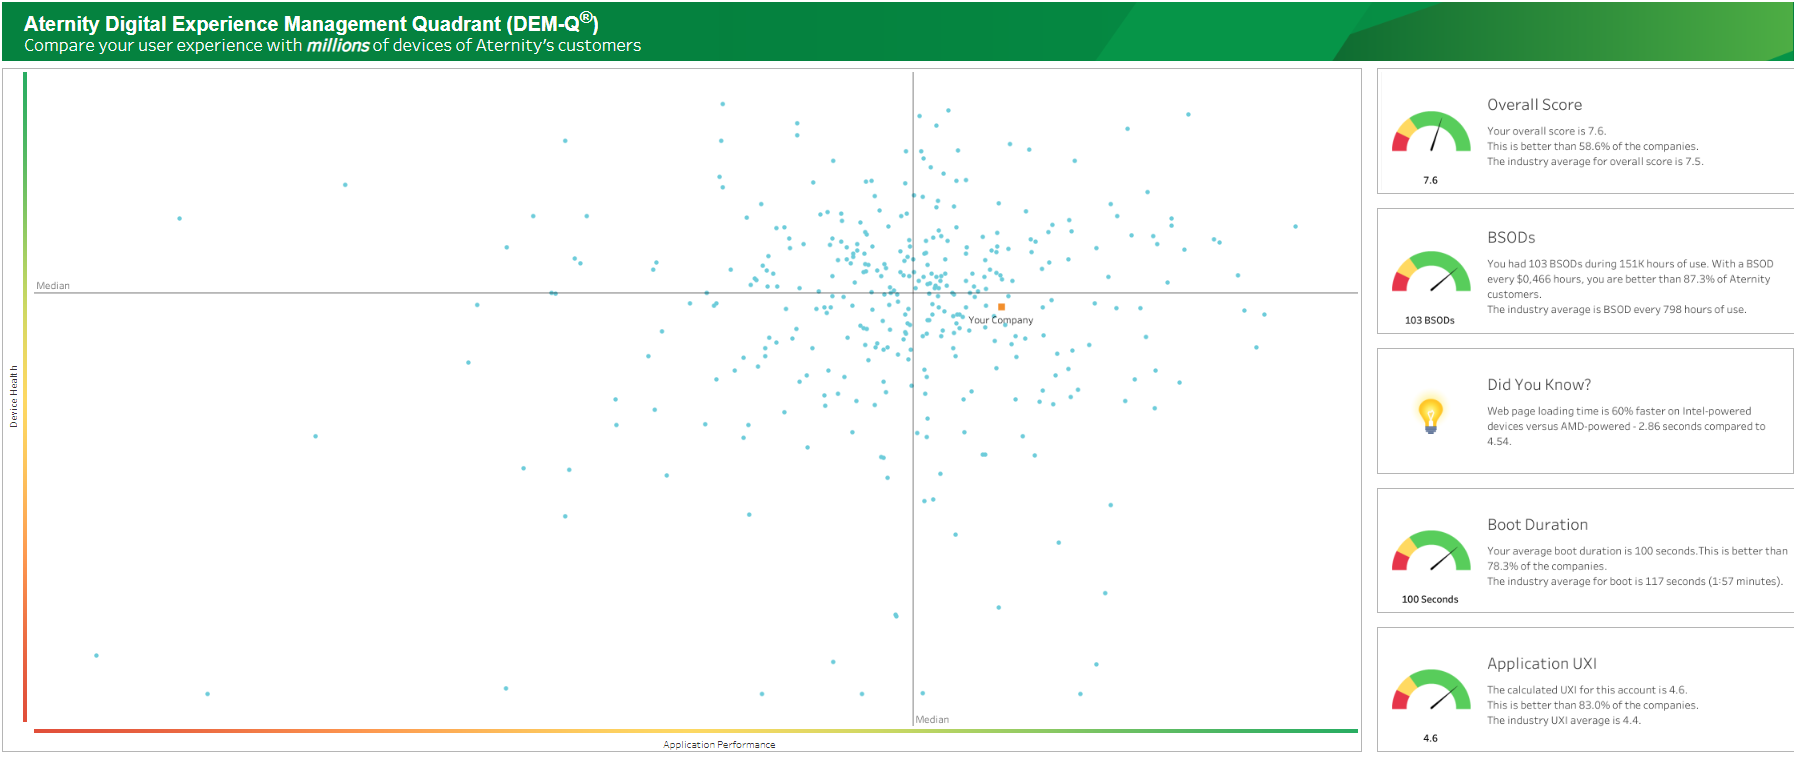 Aternity Digital Experience Management Quadrant (DEM-Q®)
Compare your user experience with millions of devices of Aternity's customers
Median
Your Company
Median
Device Health
Application Performance
Overall Score
Your overall score is 7.6.
This is better than 58.6% of the companies.
The industry average for overall score is 7.5.
7.6
BSODs
You had 103 BSODs during 151K hours of use. With a BSOD
every $0,466 hours, you are better than 87.3% of Aternity
customers.
The industry average is BSOD every 798 hours of use.
103 BSODs
Did You Know?
Web page loading time is 60% faster on Intel-powered
devices versus AMD-powered - 2.86 seconds compared to
4.54.
Boot Duration
Your average boot duration is 100 seconds.This is better than
78.3% of the companies.
The industry average for boot is 117 seconds (1:57 minutes).
100 Seconds
Application UXI
The calculated UXI for this account is 4.6.
This is better than 83.0% of the companies.
The industry UXI average is 4.4.
4.6